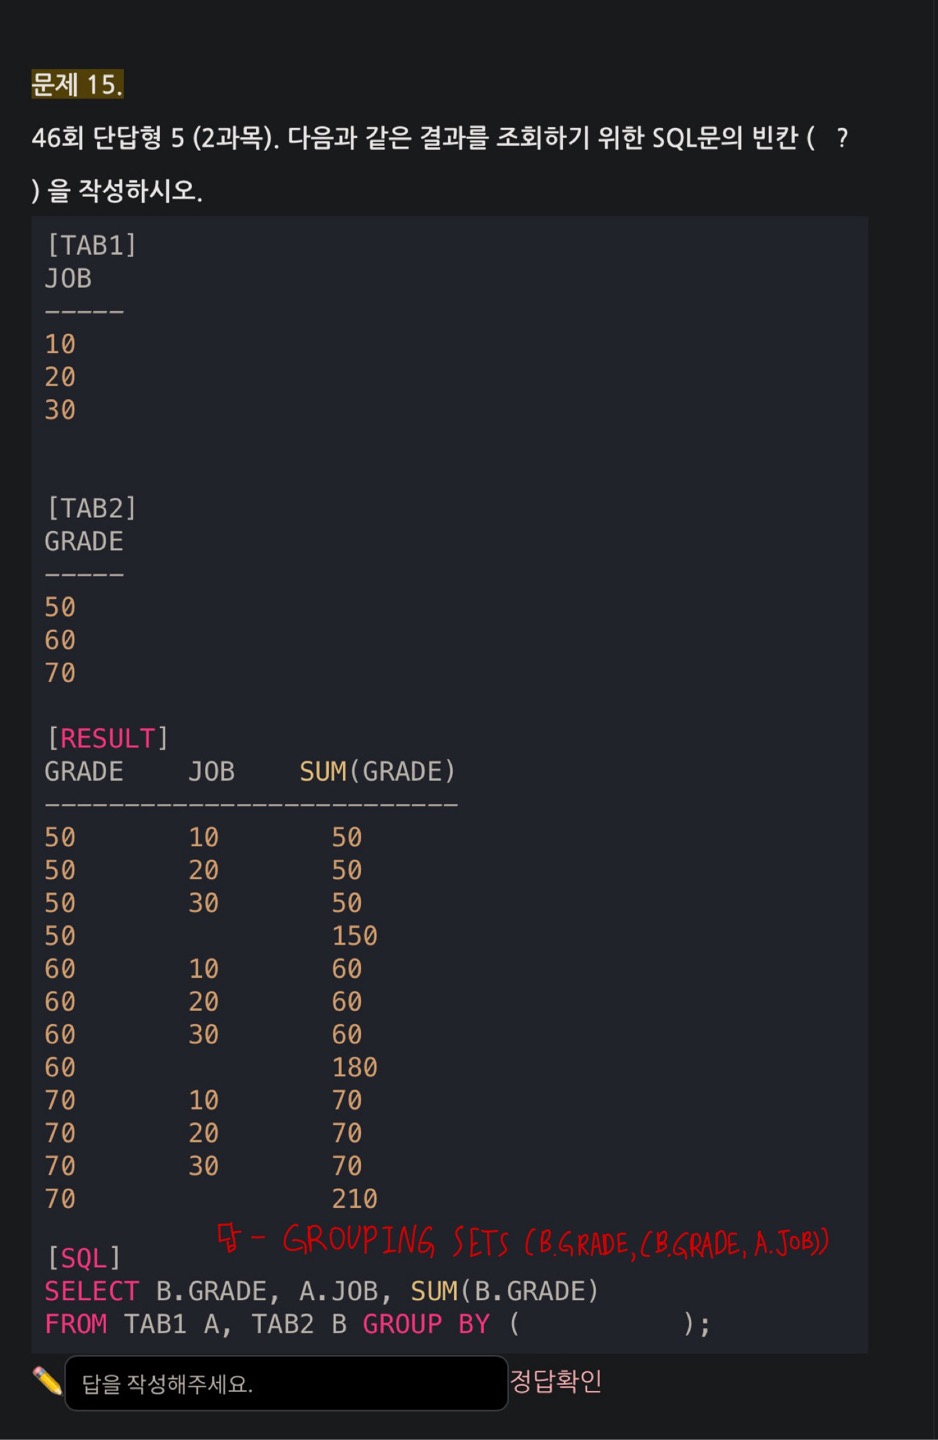 문제 15.
46회 단답형 5 (2과목). 다음과 같은 결과를 조회하기 위한 SQL문의 빈칸 ( ?
) 을 작성하시오.
[TAB1]
JOB
-----
10
20
30
[TAB2]
GRADE
-----
50
60
70
[RESULT]
GRADE JOB SUM(GRADE)
--------------------------
50 10 50
50 20 50
50 30 50
50 150
60 10 60
60 20 60
60 30 60
60 180
70 10 70
70 20 70
70 30 70
70 210
답 - GROUPING SETS (B.GRADE, (B.GRADE, A.JOB))
[SQL]
SELECT B.GRADE, A.JOB, SUM(B.GRADE)
FROM TAB1 A, TAB2 B GROUP BY ( );
답을 작성해주세요. 정답확인